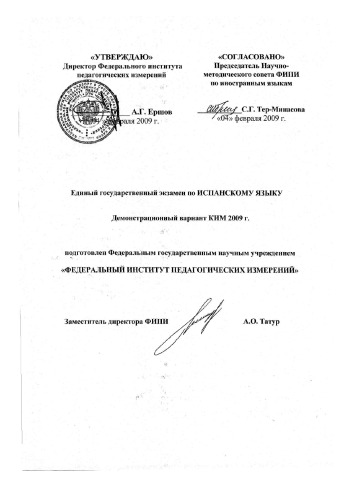 «УТВЕРЖДАЮ»
Директор Федерального института
педагогических измерений
А.Г. Ершов
февраля 2009 г.
«СОГЛАСОВАНО»
Председатель Научно-
методического совета ФИПИ
по иностранным языкам
С.Г. Тер-Минасова
«04» февраля 2009 г.
Единый государственный экзамен по ИСПАНСКОМУ ЯЗЫКУ
Демонстрационный вариант КИМ 2009 г.
подготовлен Федеральным государственным научным учреждением
«ФЕДЕРАЛЬНЫЙ ИНСТИТУТ ПЕДАГОГИЧЕСКИХ ИЗМЕРЕНИЙ»
Заместитель директора ФИПИ
А.О. Татур